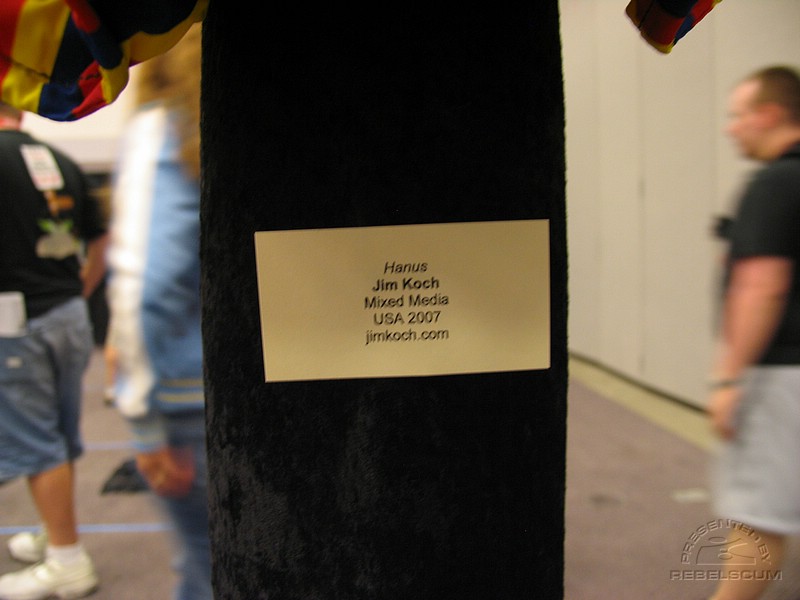 Hanus
Jim Koch
Mixed Media
USA 2007
jimkoch.com
PRESENTED BY
REBELSCUM